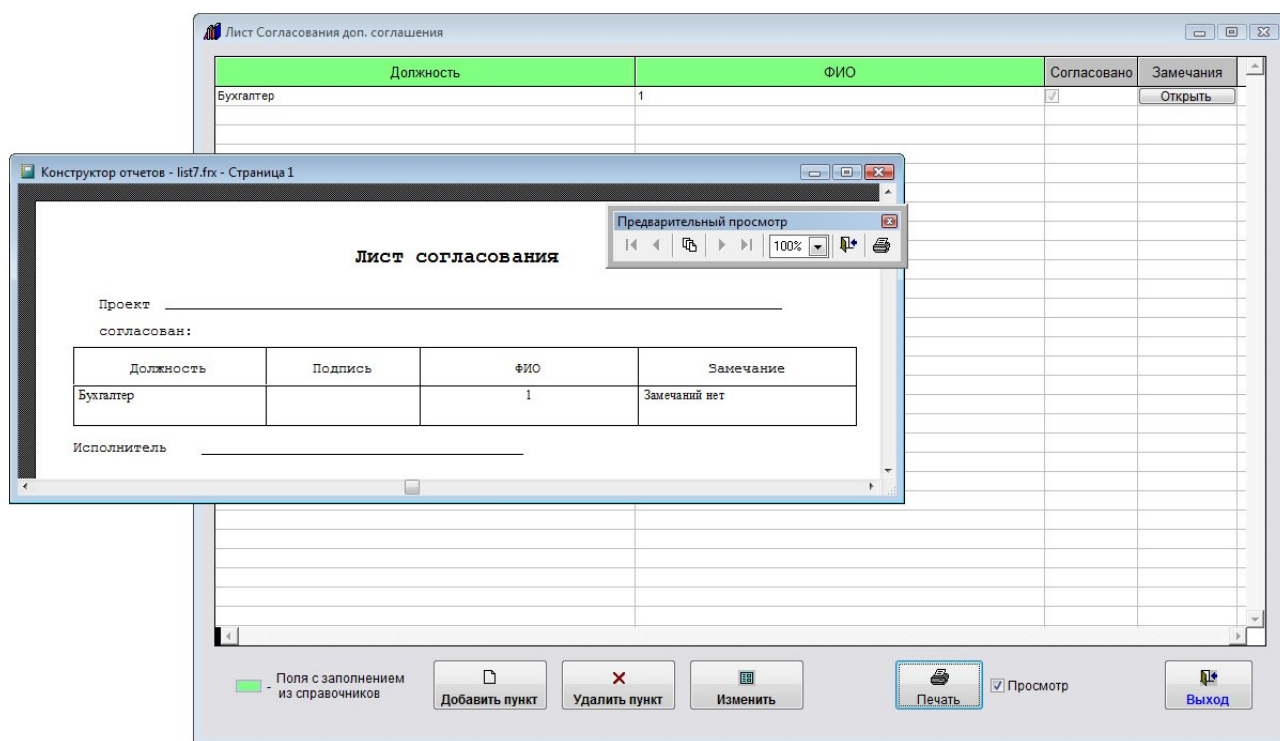 Лист Согласования доп. соглашения
Должность ФИО Согласовано Замечания
Бухгалтер 1 Открыть
Конструктор отчетов - list7.frx - Страница 1
Предварительный просмотр
100%
Лист согласования
Проект
согласован:
Должность Подпись ФИО Замечание
Бухгалтер 1 Замечаний нет
Исполнитель
- Поля с заполнением
из справочников
Добавить пункт Удалить пункт Изменить Печать Просмотр Выход